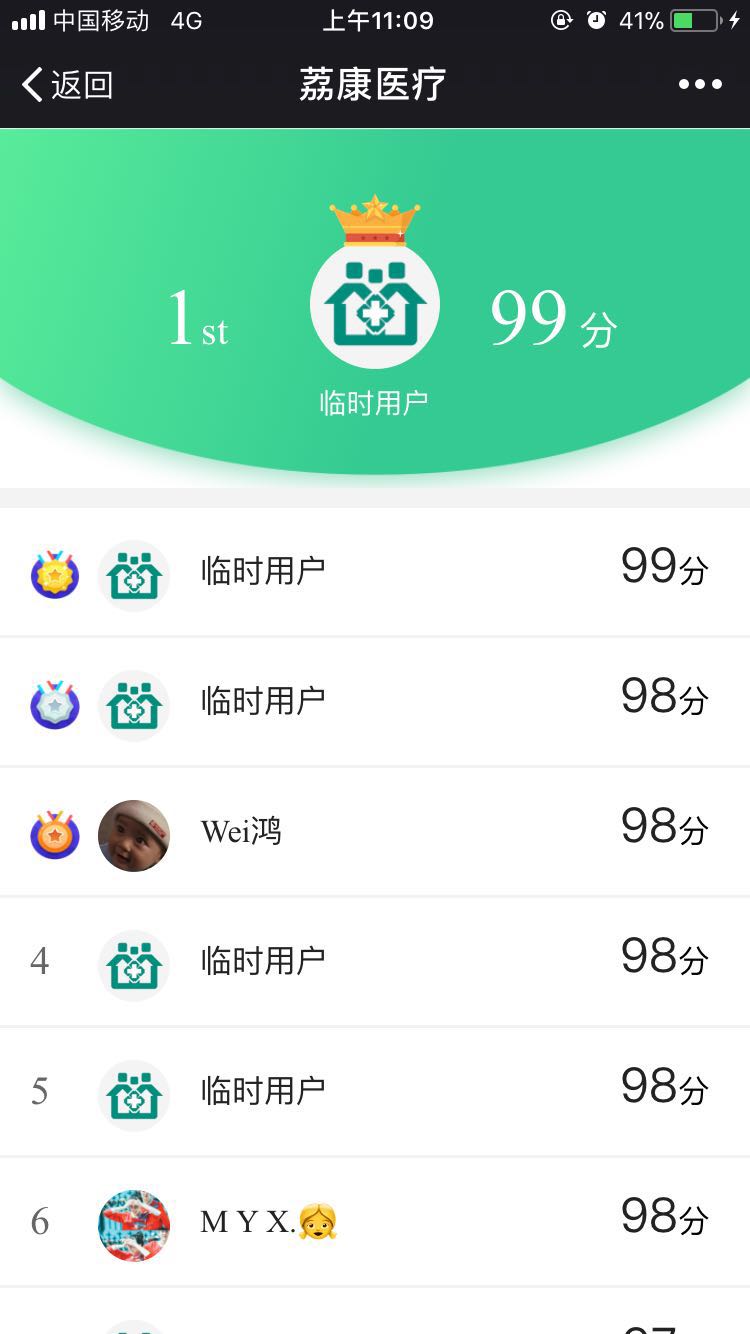 中国移动 4G 上午11:09 41%
返回 荔康医疗
1st 99 分
临时用户
临时用户 99分
临时用户 98分
Wei鸿 98分
4 临时用户 98分
5 临时用户 98分
6 M Y X.👧 98分